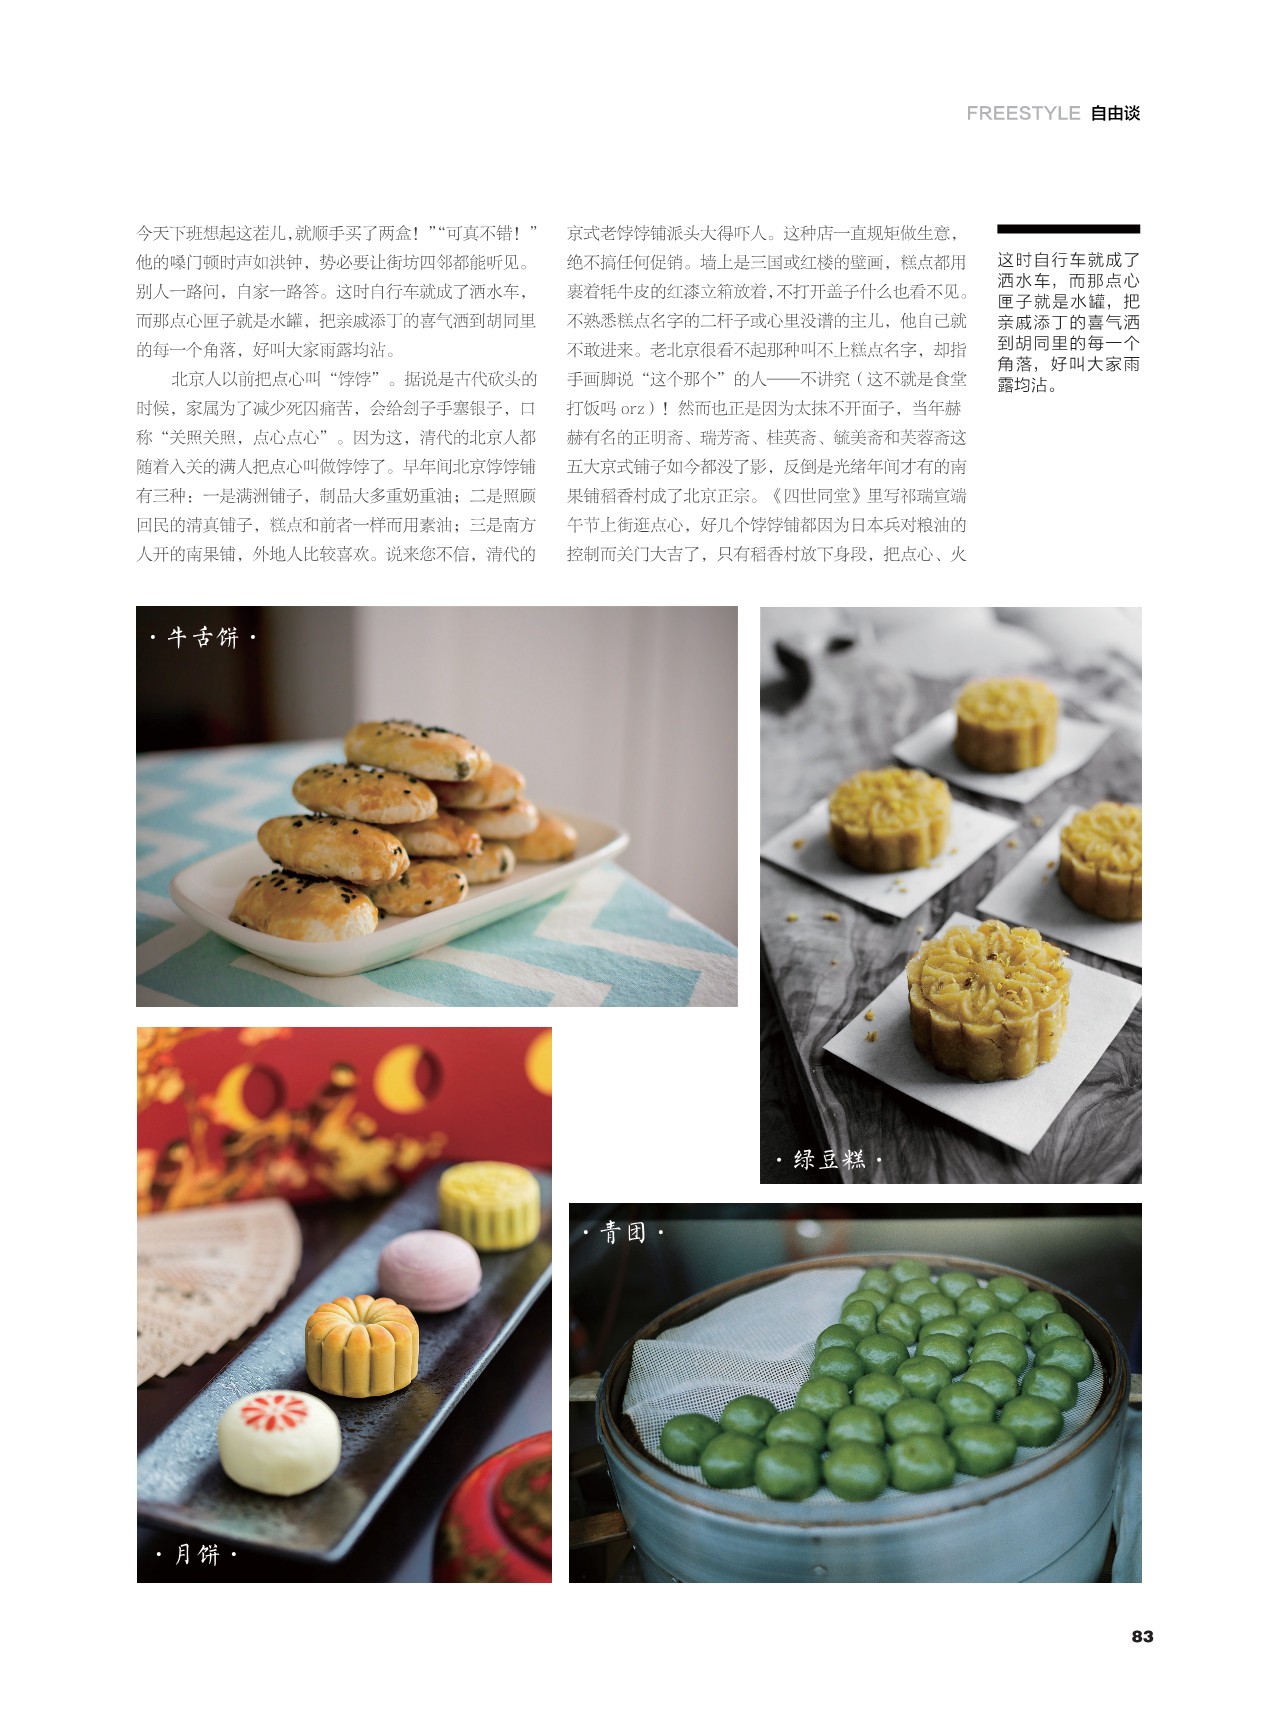 FREESTYLE 自由谈
今天下班想起这茬儿，就顺手买了两盒！”“可真不错！”
他的嗓门顿时声如洪钟，势必要让街坊四邻都能听见。
别人一路问，自家一路答。这时自行车就成了洒水车，
而那点心匣子就是水罐，把亲戚添丁的喜气洒到胡同里
的每一个角落，好叫大家雨露均沾。
北京人以前把点心叫“饽饽”。据说是古代砍头的
时候，家属为了减少死囚痛苦，会给刽子手塞银子，口
称“关照关照，点心点心”。因为这，清代的北京人都
随着入关的满人把点心叫做饽饽了。早年间北京饽饽铺
有三种：一是满洲铺子，制品大多重奶重油；二是照顾
回民的清真铺子，糕点和前者一样而用素油；三是南方
人开的南果铺，外地人比较喜欢。说来您不信，清代的
京式老饽饽铺派头大得吓人。这种店一直规矩做生意，
绝不搞任何促销。墙上是三国或红楼的壁画，糕点都用
裹着牦牛皮的红漆立箱放着，不打开盖子什么也看不见。
不熟悉糕点名字的二杆子或心里没谱的主儿，他自己就
不敢进来。老北京很看不起那种叫不上糕点名字，却指
手画脚说“这个那个”的人——不讲究（这不就是食堂
打饭吗 orz）！然而也正是因为太抹不开面子，当年赫
赫有名的正明斋、瑞芳斋、桂英斋、毓美斋和芙蓉斋这
五大京式铺子如今都没了影，反倒是光绪年间才有的南
果铺稻香村成了北京正宗。《四世同堂》里写祁瑞宣端
午节上街逛点心，好几个饽饽铺都因为日本兵对粮油的
控制而关门大吉了，只有稻香村放下身段，把点心、火
这时自行车就成了
洒水车，而那点心
匣子就是水罐，把
亲戚添丁的喜气洒
到胡同里的每一个
角落，好叫大家雨
露均沾。
·牛舌饼·
·绿豆糕·
·青团·
·月饼·
83